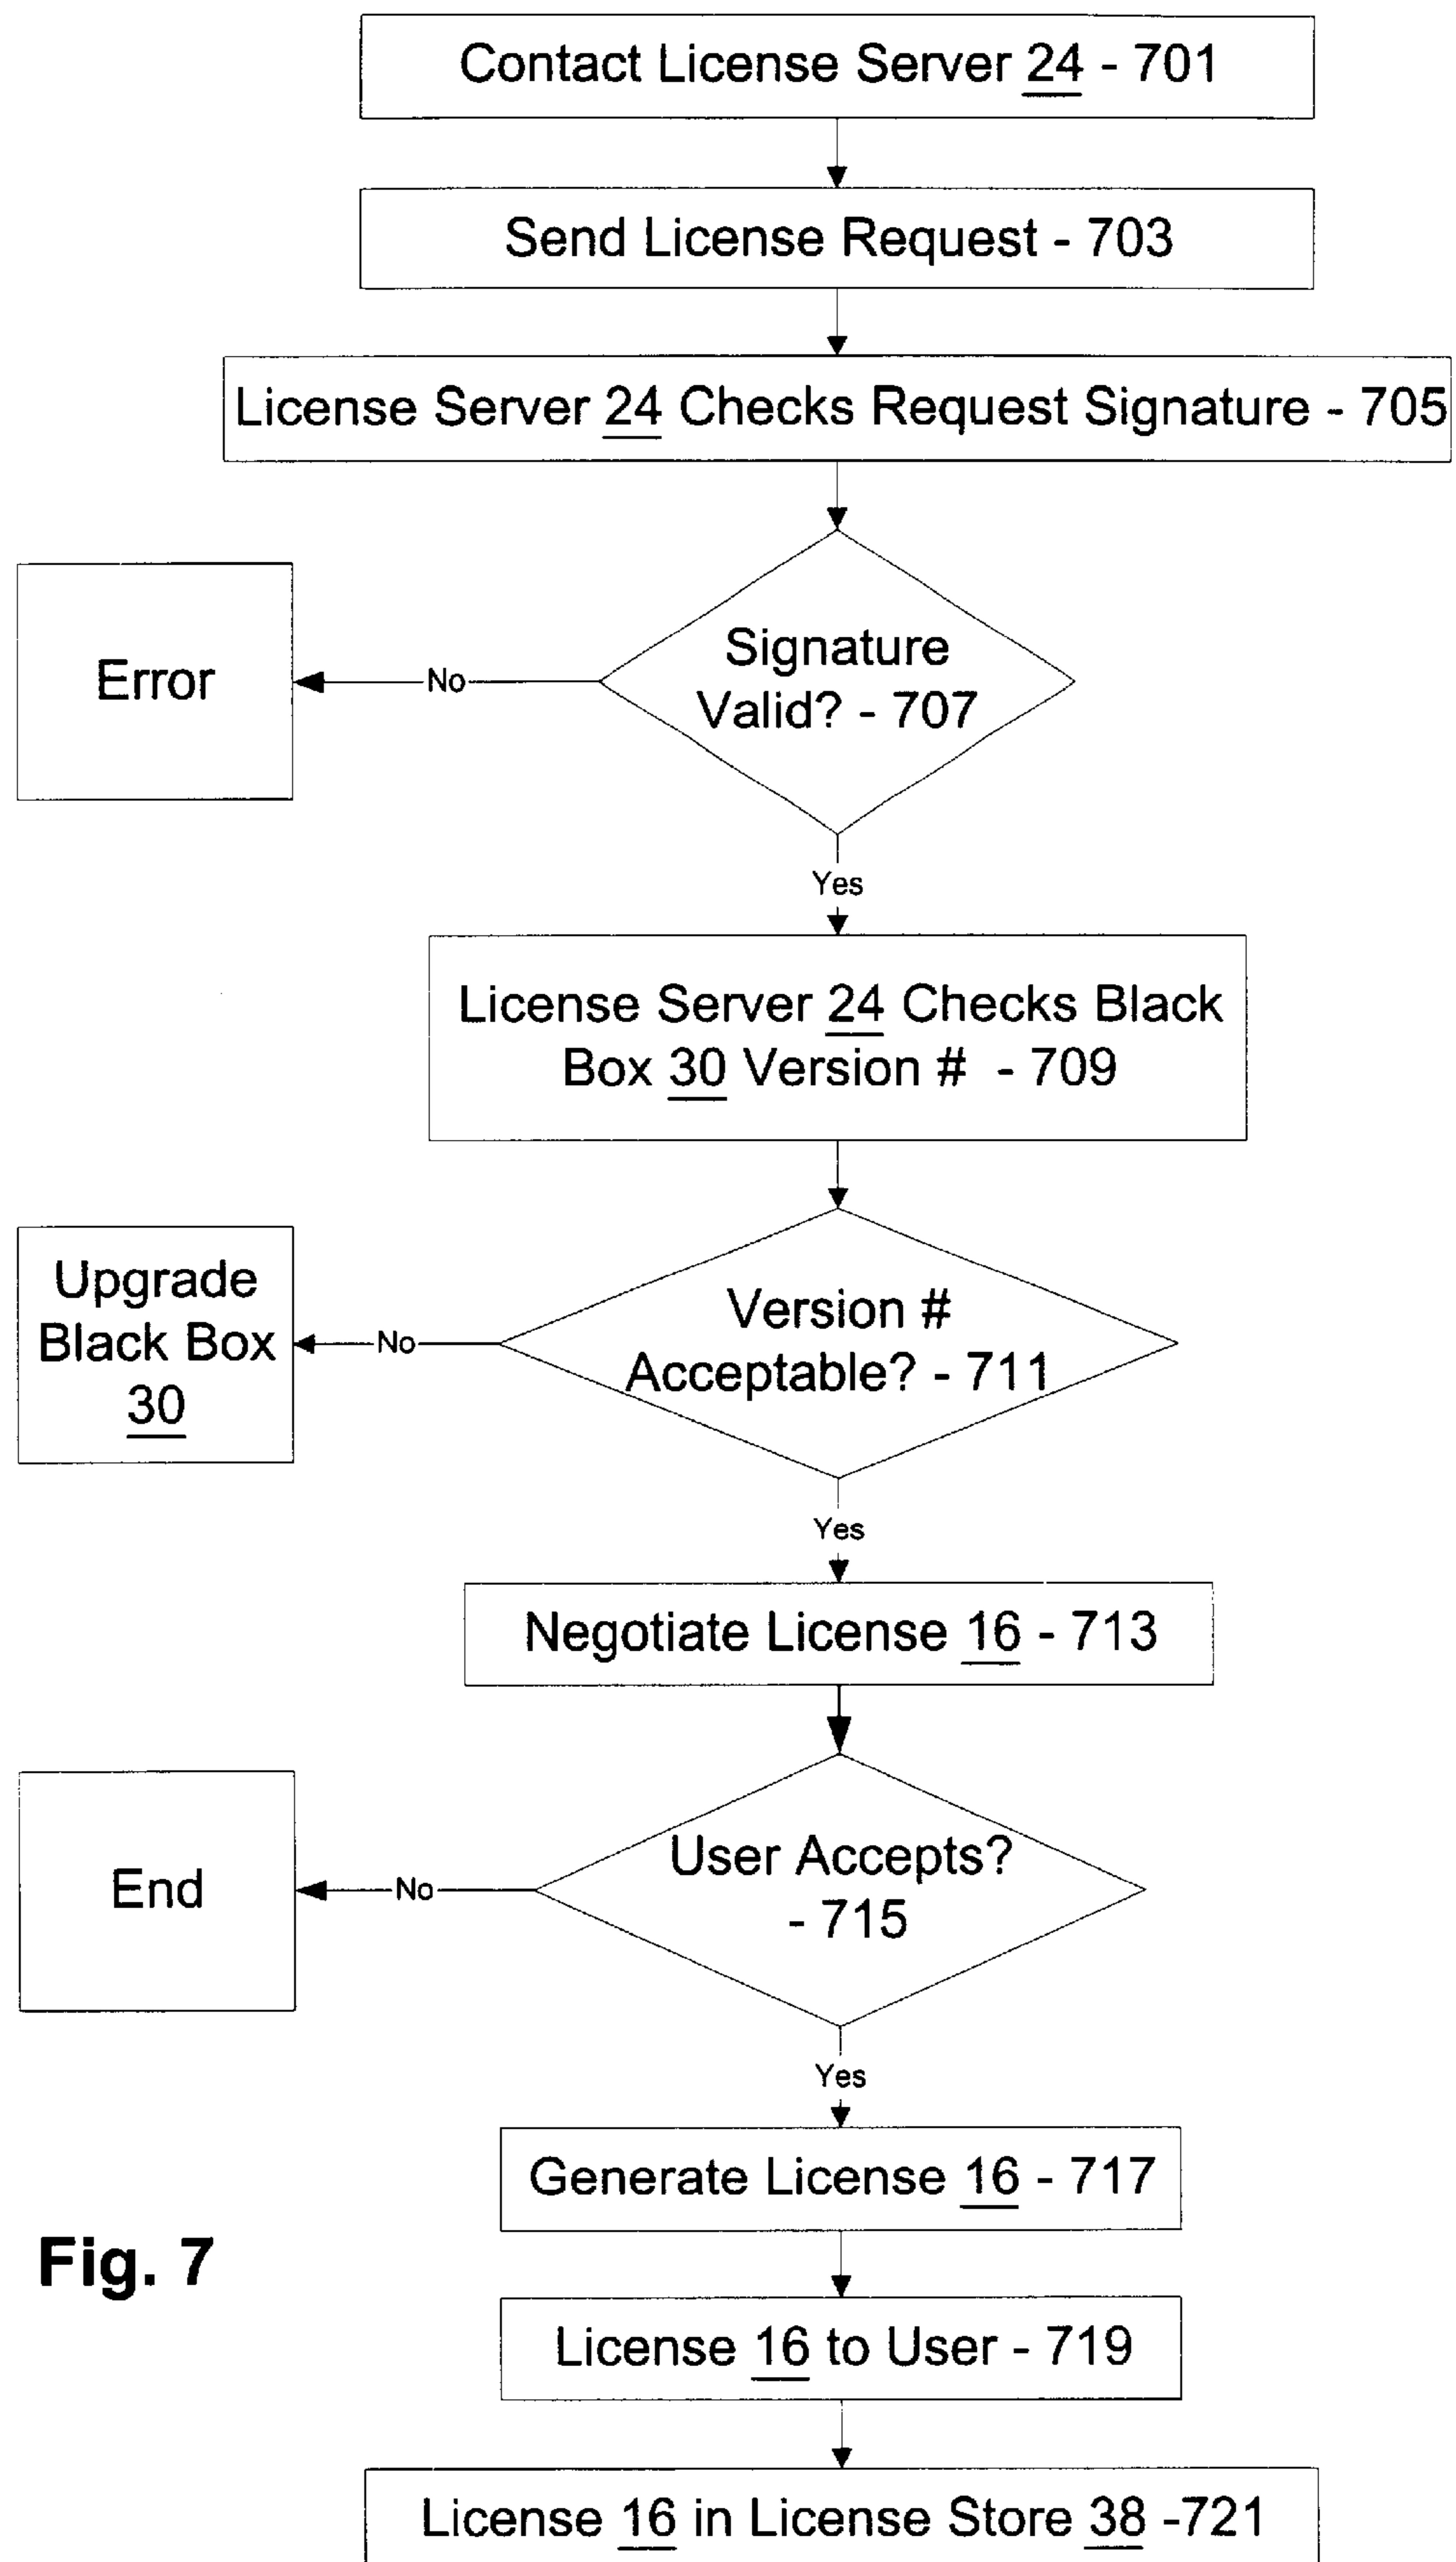 Contact License Server 24 - 701
Send License Request - 703
License Server 24 Checks Request Signature - 705
Signature
Valid? - 707
No
Error
Yes
License Server 24 Checks Black
Box 30 Version # - 709
Version #
Acceptable? - 711
No
Upgrade
Black Box
30
Yes
Negotiate License 16 - 713
User Accepts?
- 715
No
End
Yes
Generate License 16 - 717
Fig. 7
License 16 to User - 719
License 16 in License Store 38 -721